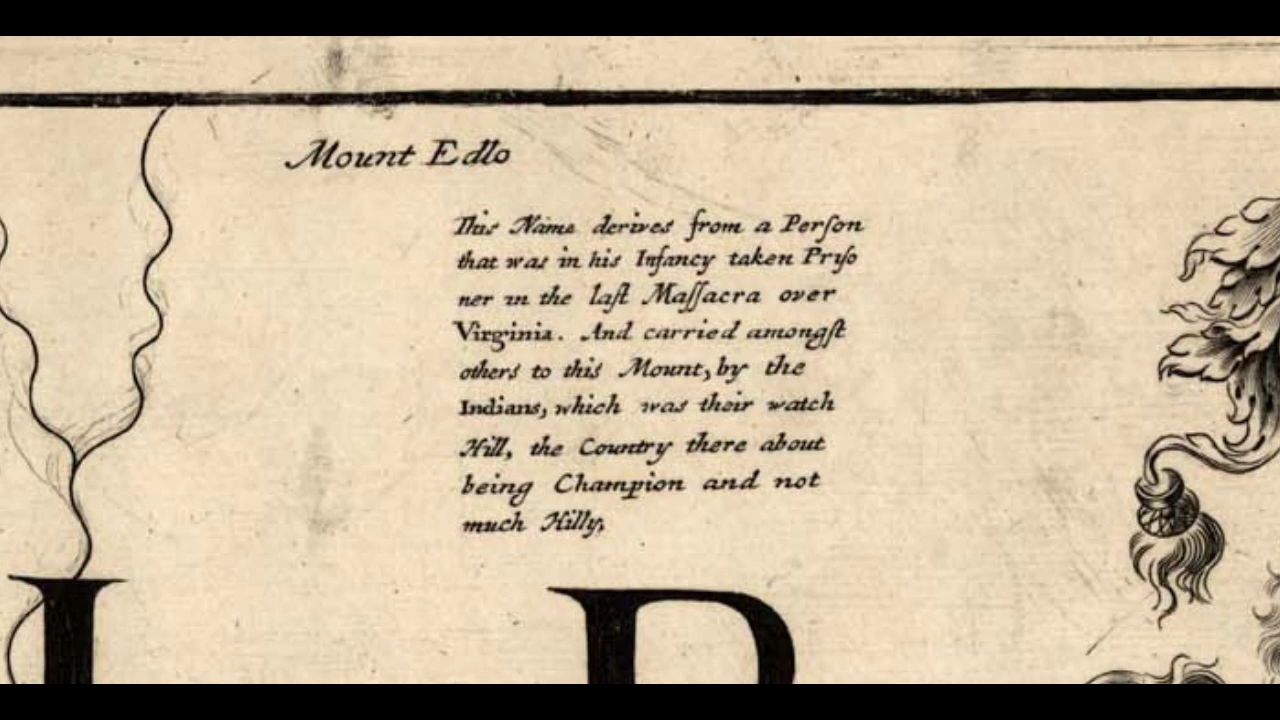 Mount Edlo
This Name derives from a Perſon
that was in his Infancy taken Priſo
ner in the laſt Maſſacra over
Virginia. And carried amongſt
others to this Mount, by the
Indians, which was their watch
Hill, the Country there about
being Champion and not
much Hilly,
I R